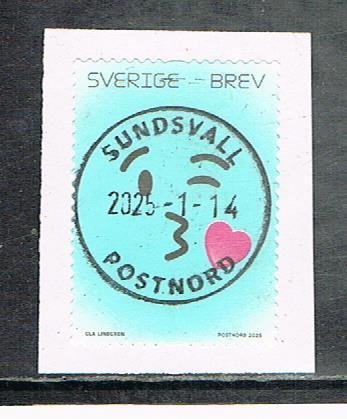 SVERIGE BREV
SUNDSVALL
2025-1-14
POSTNORD
OLA LINDGREN POSTNORD 2025